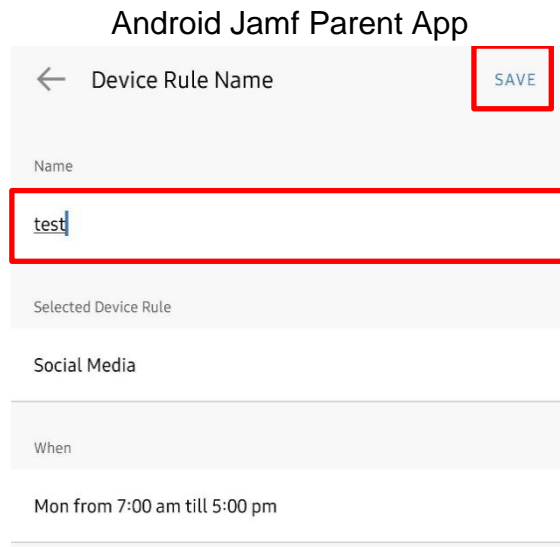 Android Jamf Parent App
Device Rule Name SAVE
Name
test
Selected Device Rule
Social Media
When
Mon from 7:00 am till 5:00 pm